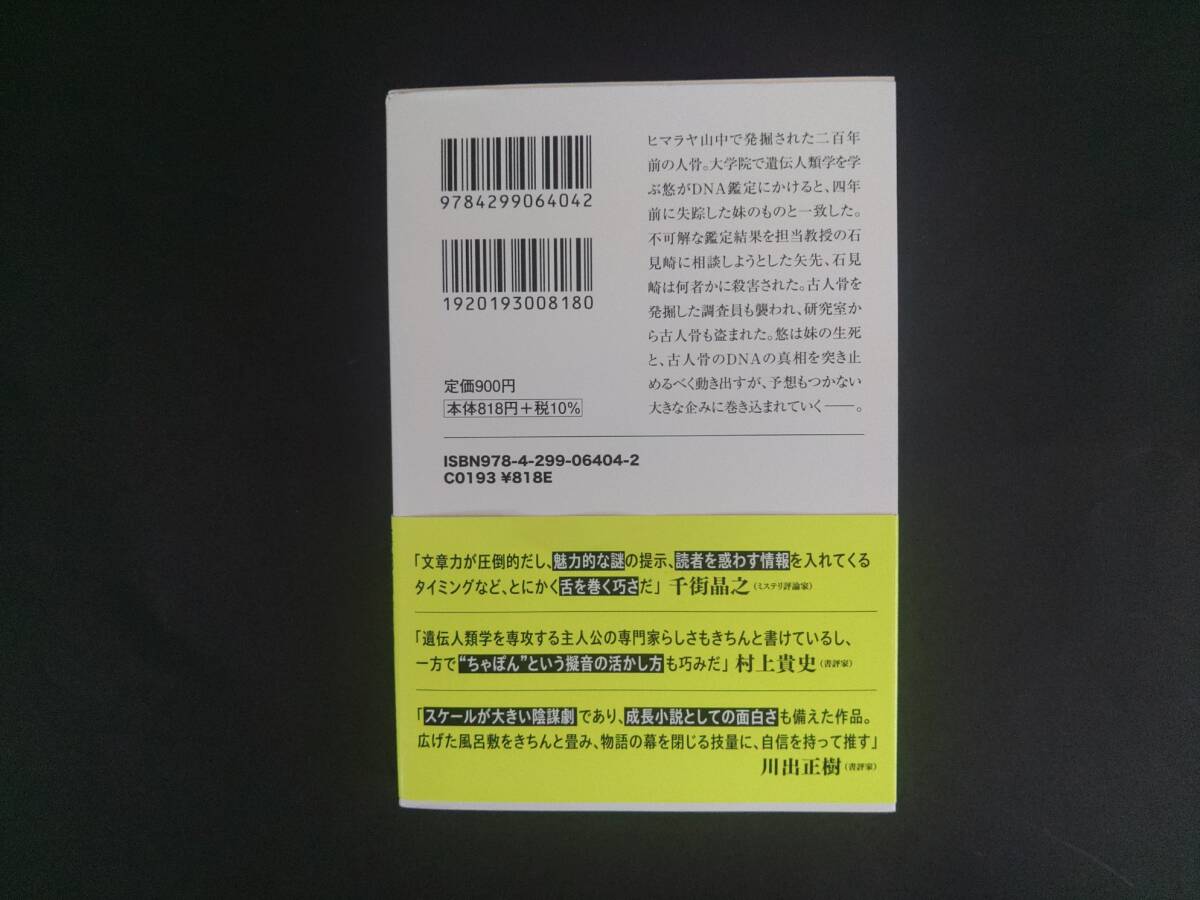 9784299064042
1920193008180
定価900円
本体818円+税10%
ISBN978-4-299-06404-2
C0193 ¥818E
ヒマラヤ山中で発掘された二百年
前の人骨。大学院で遺伝人類学を学
ぶ悠がDNA鑑定にかけると、四年
前に失踪した妹のものと一致した。
不可解な鑑定結果を担当教授の石
見崎に相談しようとした矢先、石見
崎は何者かに殺害された。古人骨を
発掘した調査員も襲われ、研究室か
ら古人骨も盗まれた。悠は妹の生死
と、古人骨のDNAの真相を突き止
めるべく動き出すが、予想もつかない
大きな企みに巻き込まれていく――。
「文章力が圧倒的だし、魅力的な謎の提示、読者を惑わす情報を入れてくる
タイミングなど、とにかく舌を巻く巧さだ」 千街晶之(ミステリ評論家)
「遺伝人類学を専攻する主人公の専門家らしさもきちんと書けているし、
一方で“ちゃぽん”という擬音の活かし方も巧みだ」 村上貴史(書評家)
「スケールが大きい陰謀劇であり、成長小説としての面白さも備えた作品。
広げた風呂敷をきちんと畳み、物語の幕を閉じる技量に、自信を持って推す」
川出正樹(書評家)